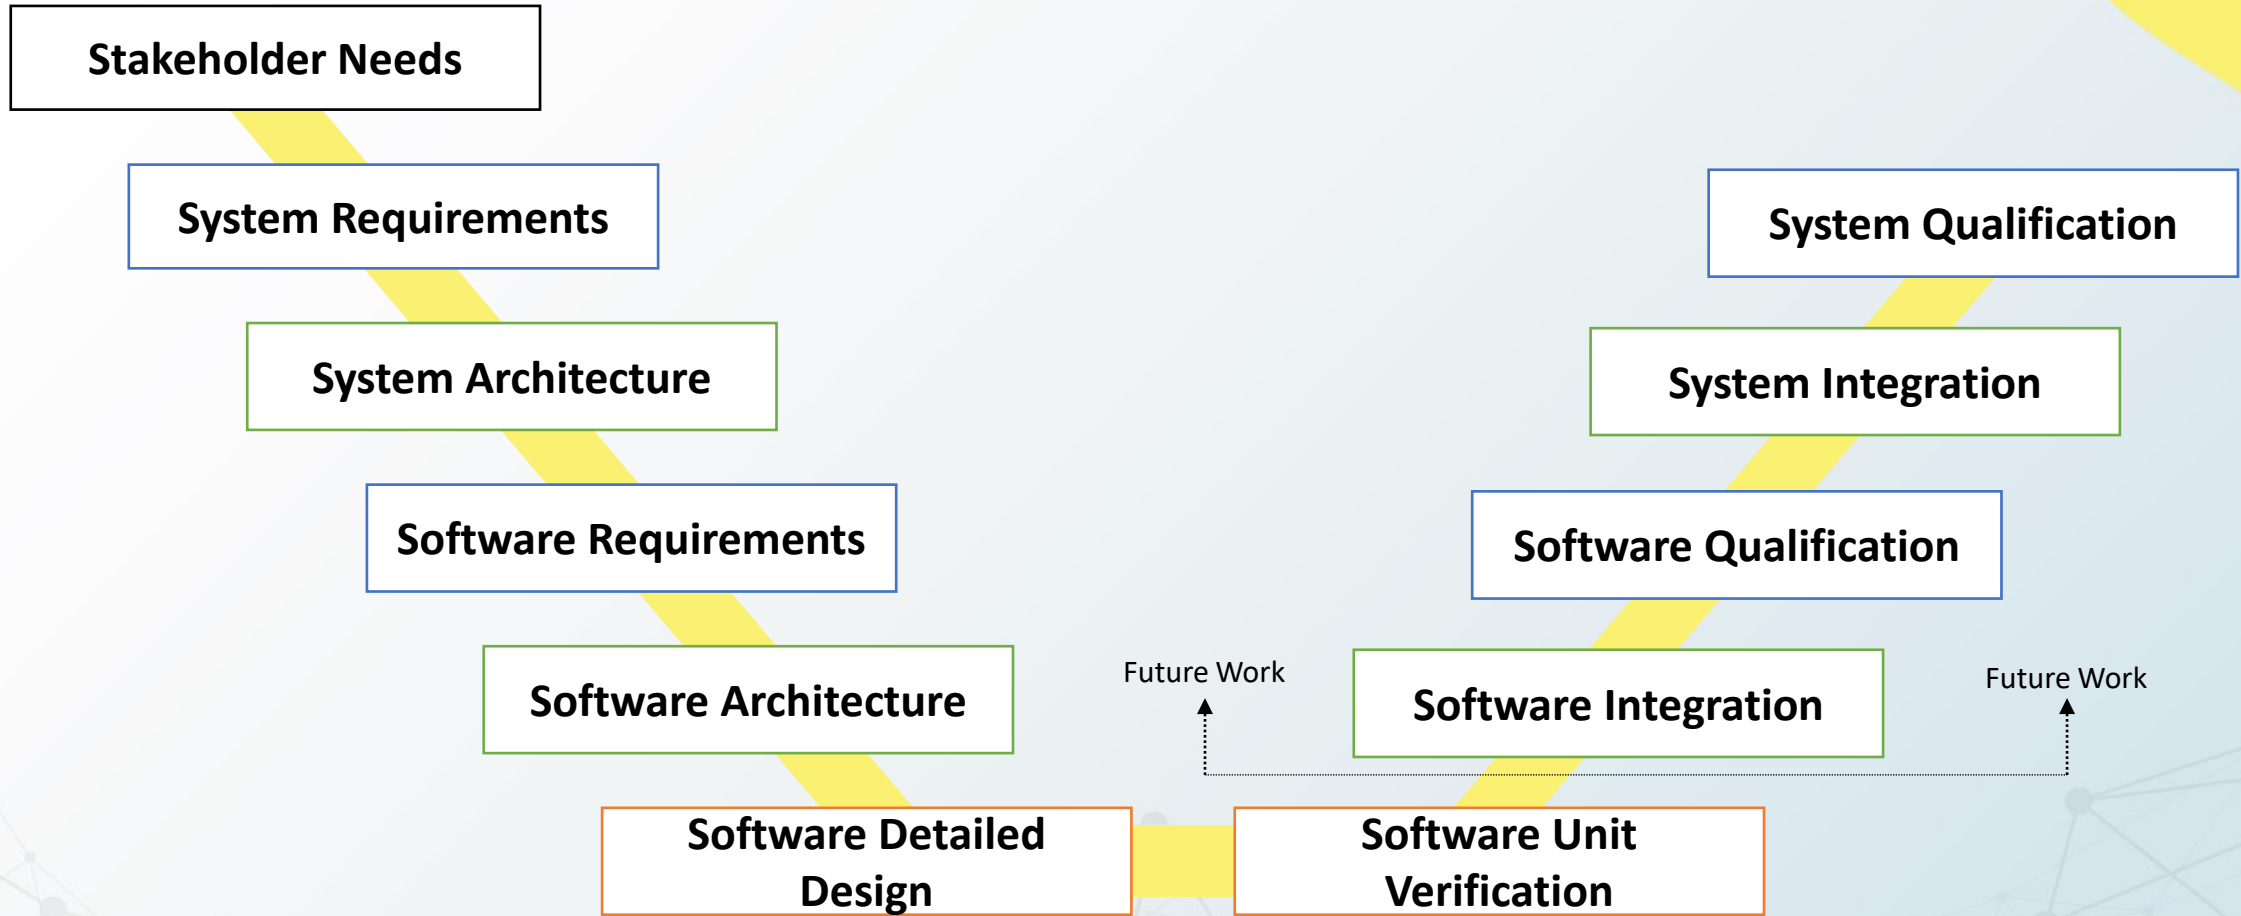 Stakeholder Needs
System Requirements
System Qualification
System Architecture
System Integration
Software Requirements
Software Qualification
Software Architecture
Future Work
Software Integration
Future Work
Software Detailed
Design
Software Unit
Verification